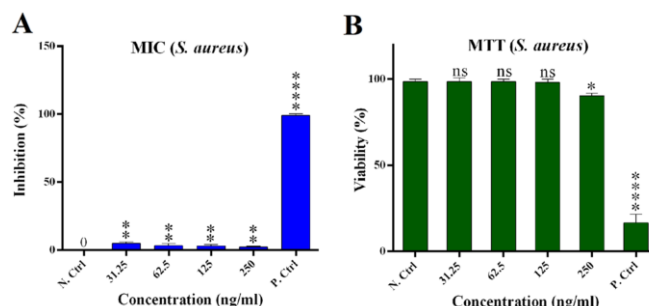 A
MIC (S. aureus)
Inhibition (%)
150
100
50
0
0
**
**
**
**
****
N. Ctrl
31.25
62.5
125
250
P. Ctrl
Concentration (ng/ml)
B
MTT (S. aureus)
Viability (%)
100
50
0
ns
ns
ns
*
****
N. Ctrl
31.25
62.5
125
250
P. Ctrl
Concentration (ng/ml)